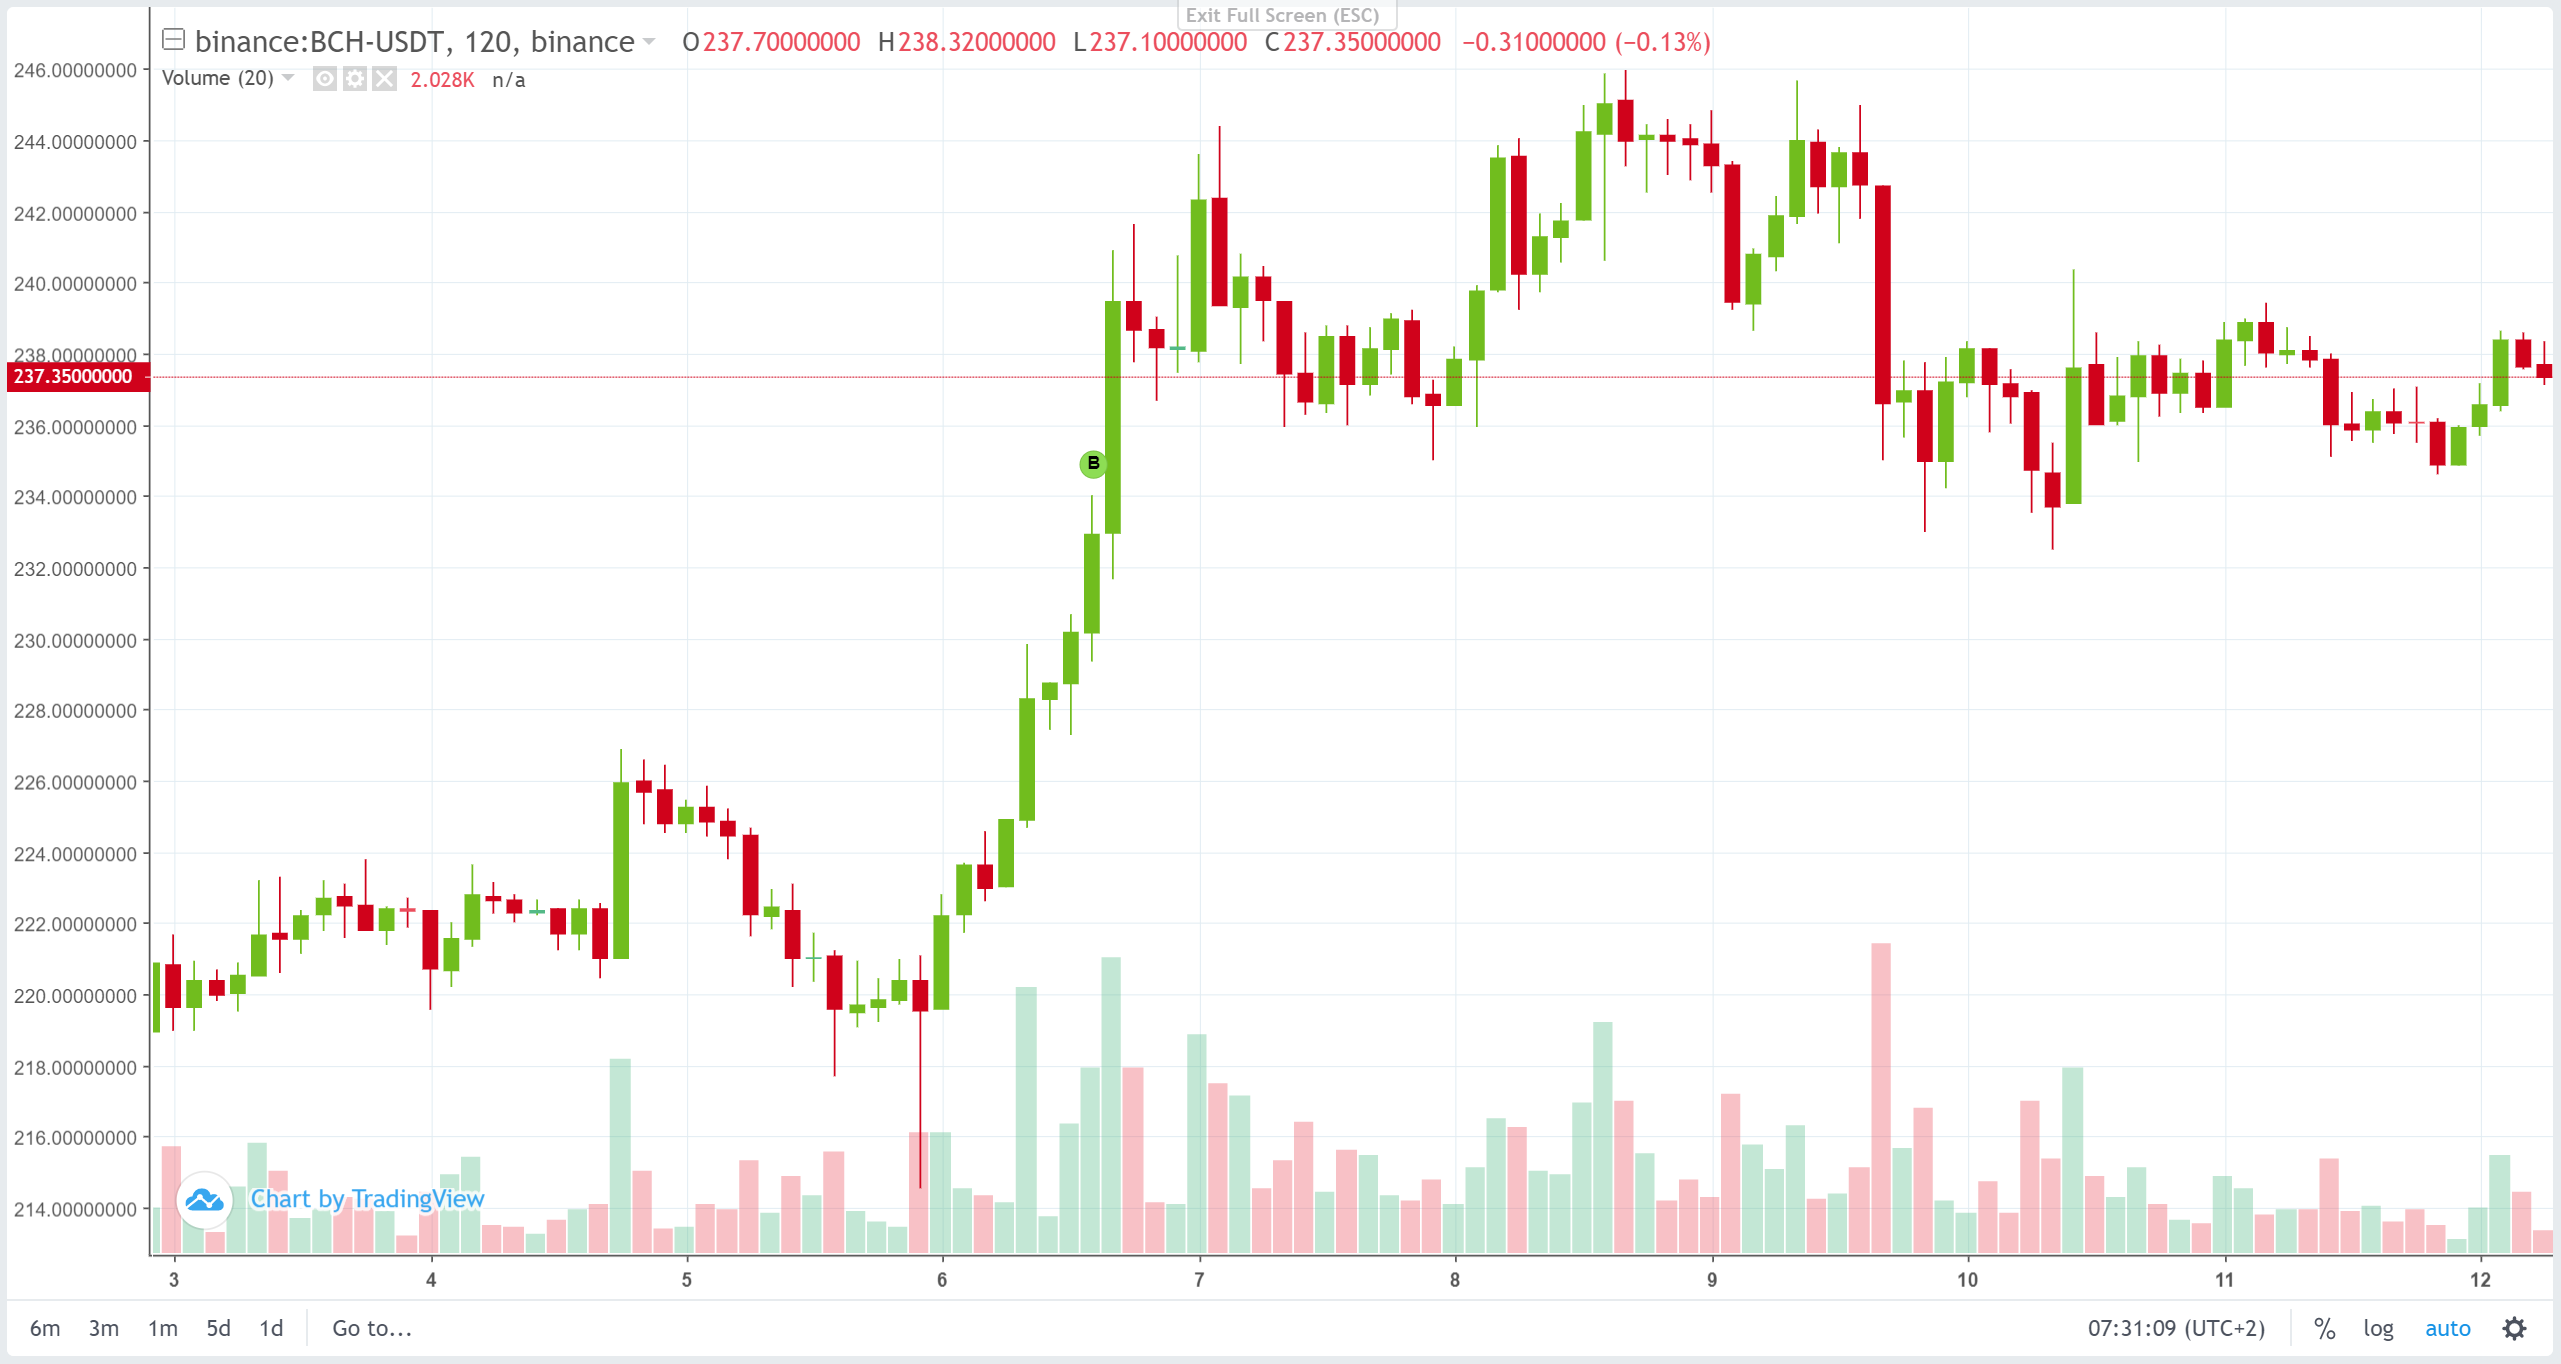 Exit Full Screen (ESC)
binance:BCH-USDT, 120, binance O237.70000000 H238.32000000 L237.10000000 C237.35000000 −0.31000000 (−0.13%)
Volume (20) 2.028K n/a
246.00000000
244.00000000
242.00000000
240.00000000
238.00000000
237.35000000
236.00000000
B
234.00000000
232.00000000
230.00000000
228.00000000
226.00000000
224.00000000
222.00000000
220.00000000
218.00000000
216.00000000
Chart by TradingView
214.00000000
3 4 5 6 7 8 9 10 11 12
6m 3m 1m 5d 1d Go to... 07:31:09 (UTC+2) % log auto